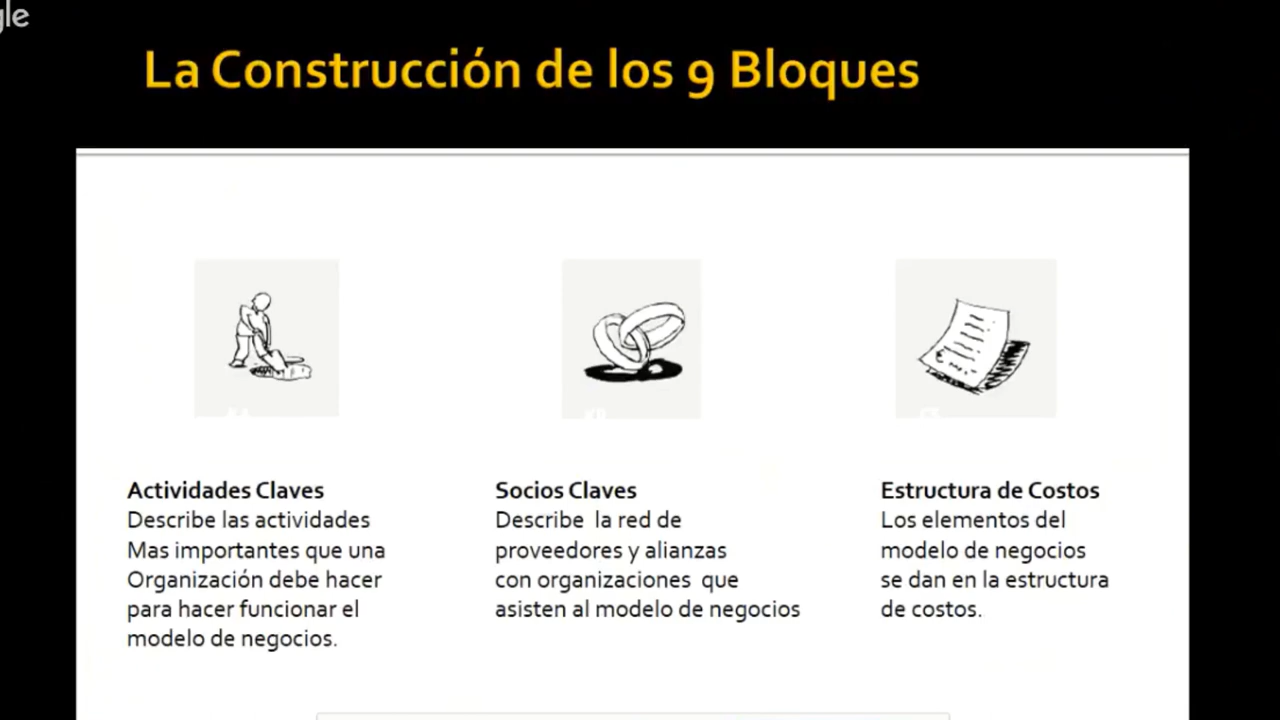 gle
La Construcción de los 9 Bloques
KA
KP
CS
Actividades Claves
Describe las actividades
Mas importantes que una
Organización debe hacer
para hacer funcionar el
modelo de negocios.
Socios Claves
Describe la red de
proveedores y alianzas
con organizaciones que
asisten al modelo de negocios
Estructura de Costos
Los elementos del
modelo de negocios
se dan en la estructura
de costos.